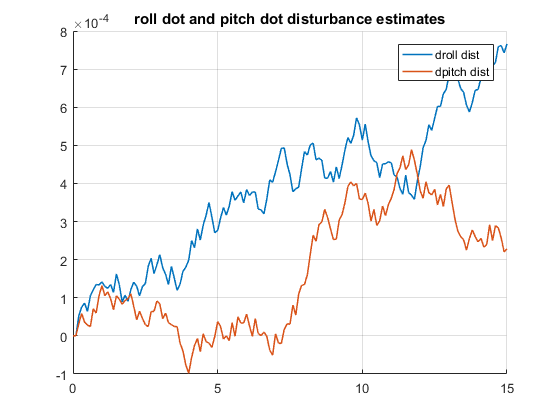 ×10⁻⁴ roll dot and pitch dot disturbance estimates
8
7
6
5
4
3
2
1
0
-1
0 5 10 15
droll dist
dpitch dist